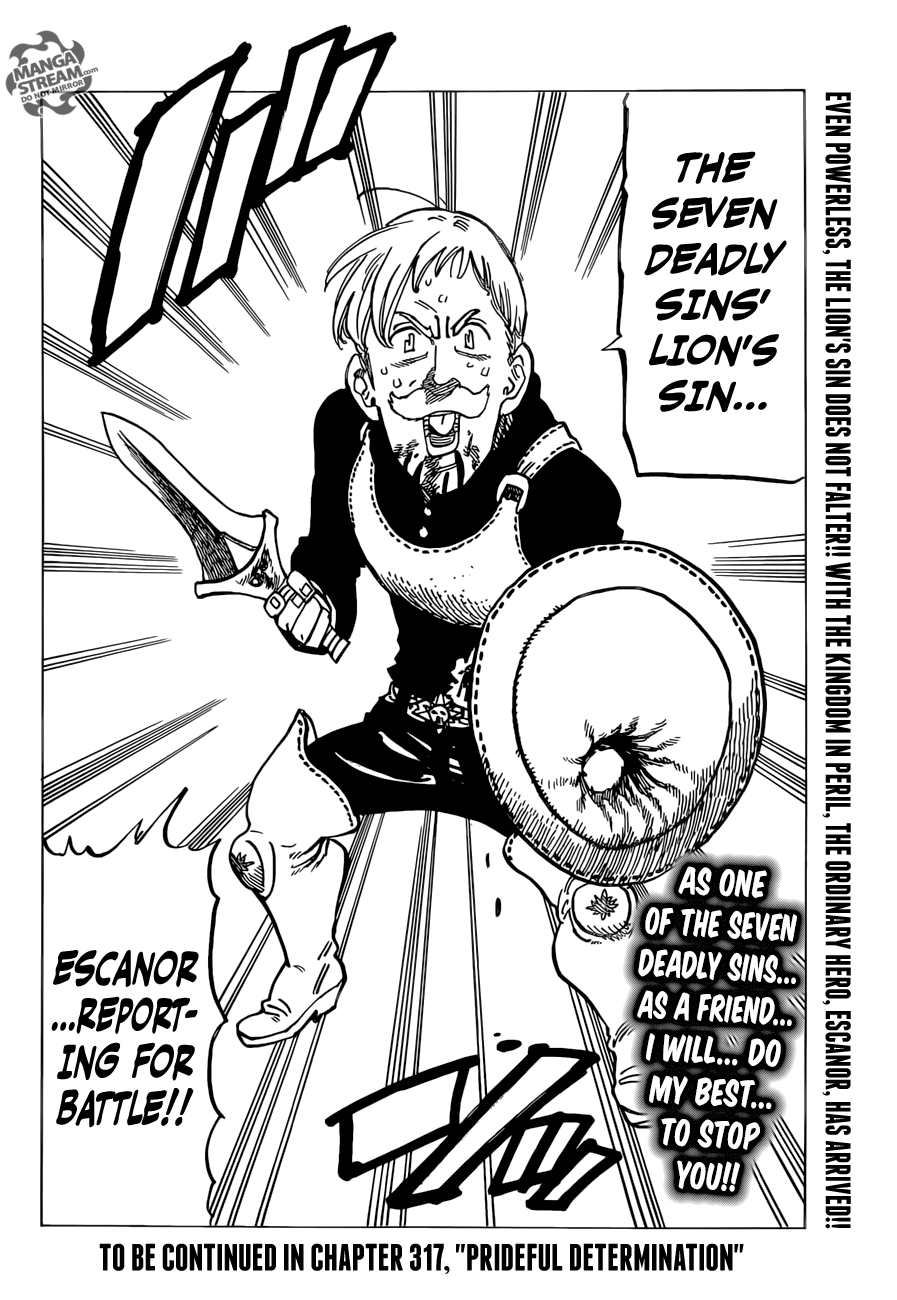 MANGA
STREAM.com
DO NOT MIRROR
THE
SEVEN
DEADLY
SINS'
LION'S
SIN...
EVEN POWERLESS, THE LION'S SIN DOES NOT FALTER!! WITH THE KINGDOM IN PERIL, THE ORDINARY HERO, ESCANOR, HAS ARRIVED!!
AS ONE
OF THE SEVEN
DEADLY SINS...
AS A FRIEND...
I WILL... DO
MY BEST...
TO STOP
YOU!!
ESCANOR
...REPORT-
ING FOR
BATTLE!!
TO BE CONTINUED IN CHAPTER 317, "PRIDEFUL DETERMINATION"